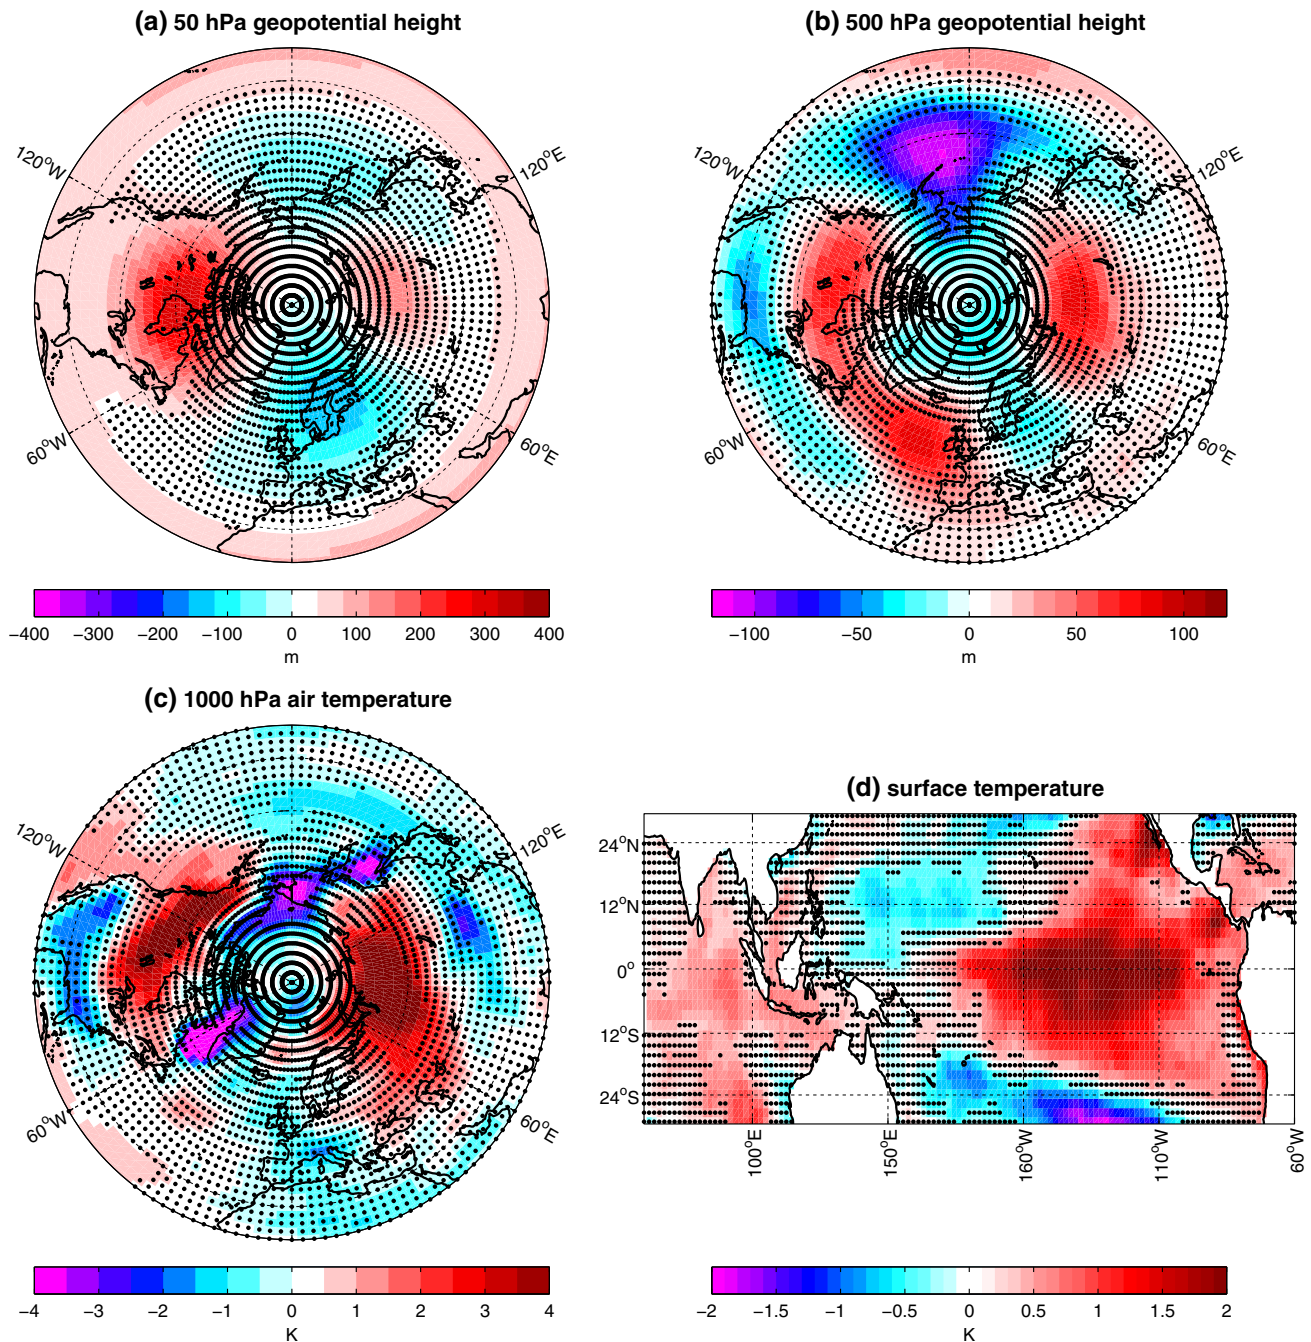 (a) 50 hPa geopotential height
(b) 500 hPa geopotential height
120°W
120°E
60°W
60°E
120°W
120°E
60°W
60°E
−400 −300 −200 −100 0 100 200 300 400
m
−100 −50 0 50 100
m
(c) 1000 hPa air temperature
(d) surface temperature
120°W
120°E
60°W
60°E
24°N
12°N
0°
12°S
24°S
100°E
150°E
160°W
110°W
60°W
−4 −3 −2 −1 0 1 2 3 4
K
−2 −1.5 −1 −0.5 0 0.5 1 1.5 2
K